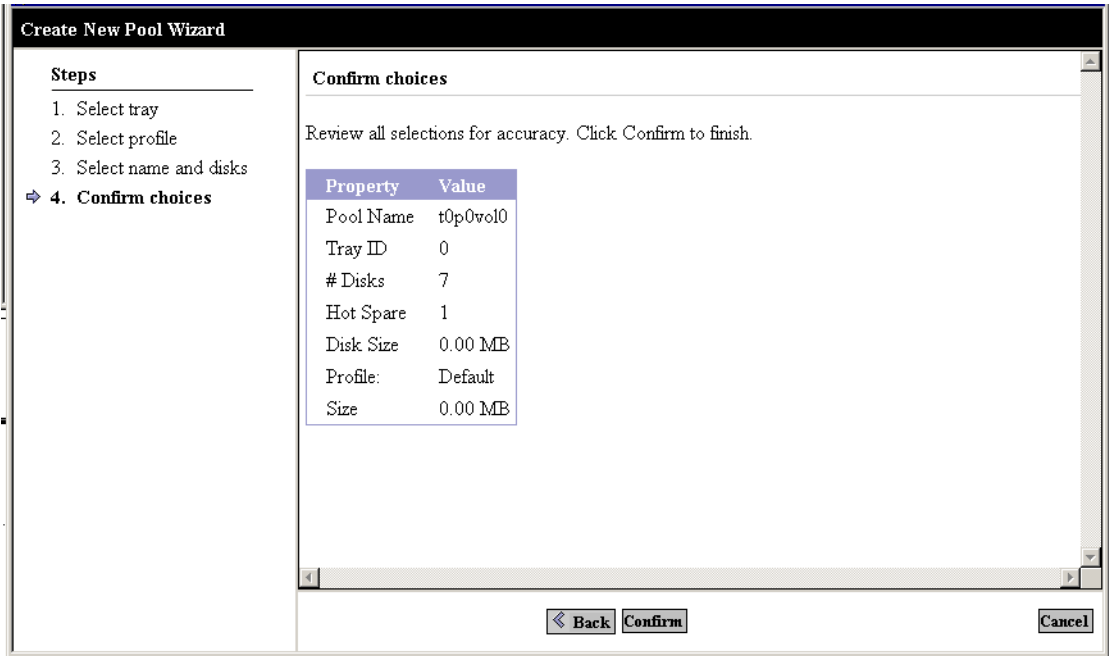 Create New Pool Wizard
Steps
1. Select tray
2. Select profile
3. Select name and disks
4. Confirm choices
Confirm choices
Review all selections for accuracy. Click Confirm to finish.
Property Value
Pool Name t0p0vol0
Tray ID 0
# Disks 7
Hot Spare 1
Disk Size 0.00 MB
Profile: Default
Size 0.00 MB
Back Confirm Cancel